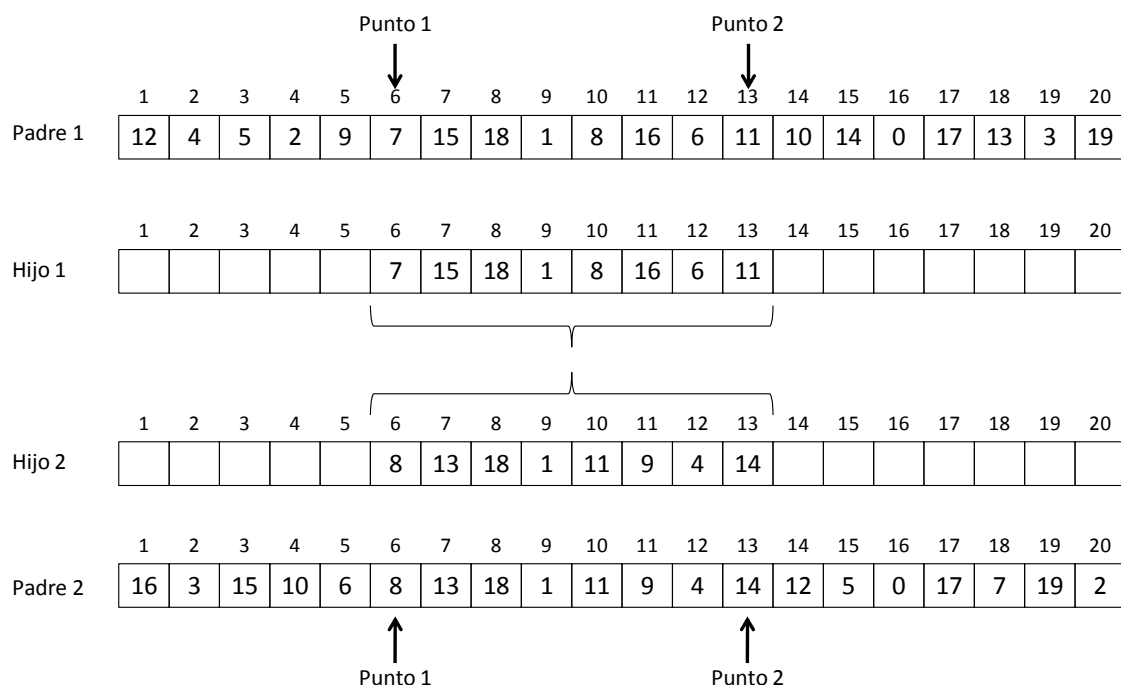 Punto 1 Punto 2
1 2 3 4 5 6 7 8 9 10 11 12 13 14 15 16 17 18 19 20
Padre 1 12 4 5 2 9 7 15 18 1 8 16 6 11 10 14 0 17 13 3 19
1 2 3 4 5 6 7 8 9 10 11 12 13 14 15 16 17 18 19 20
Hijo 1 7 15 18 1 8 16 6 11
1 2 3 4 5 6 7 8 9 10 11 12 13 14 15 16 17 18 19 20
Hijo 2 8 13 18 1 11 9 4 14
1 2 3 4 5 6 7 8 9 10 11 12 13 14 15 16 17 18 19 20
Padre 2 16 3 15 10 6 8 13 18 1 11 9 4 14 12 5 0 17 7 19 2
Punto 1 Punto 2